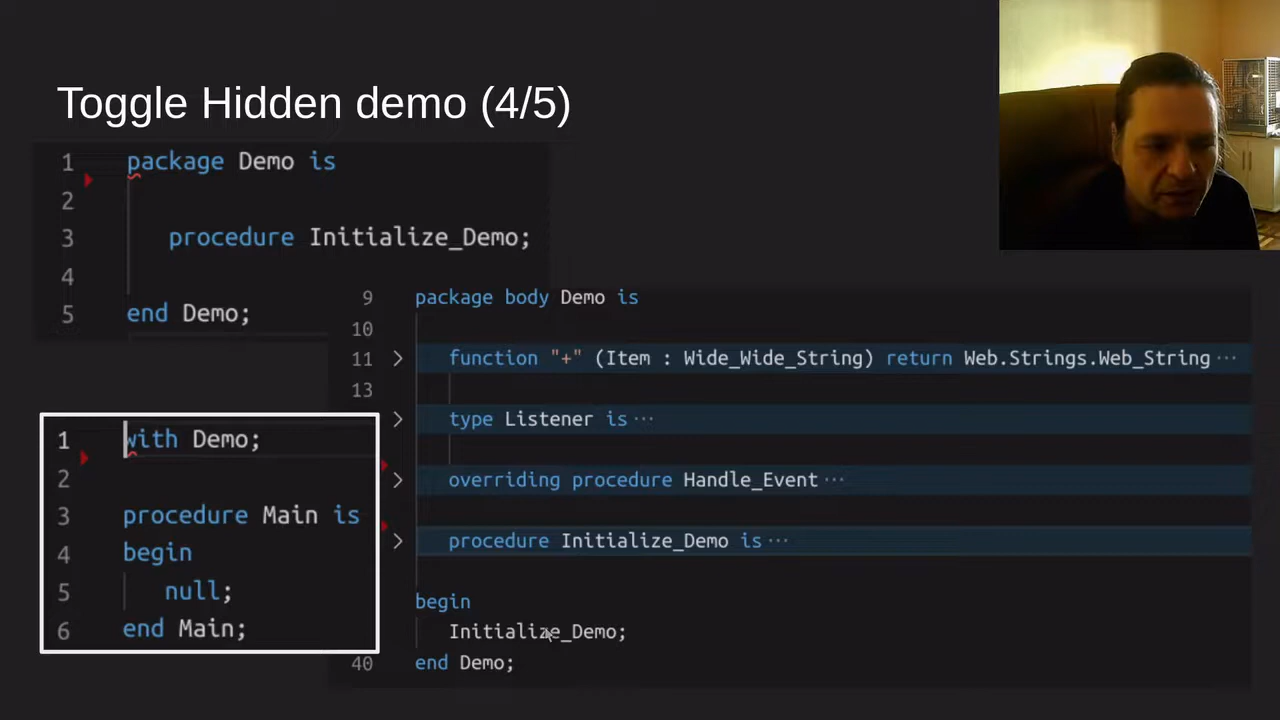 Toggle Hidden demo (4/5)
1 package Demo is
2
3 procedure Initialize_Demo;
4
5 end Demo;
9 package body Demo is
10
11 function "+" (Item : Wide_Wide_String) return Web.Strings.Web_String ···
13
type Listener is ···
overriding procedure Handle_Event ···
procedure Initialize_Demo is ···
begin
Initialize_Demo;
40 end Demo;
1 with Demo;
2
3 procedure Main is
4 begin
5 null;
6 end Main;